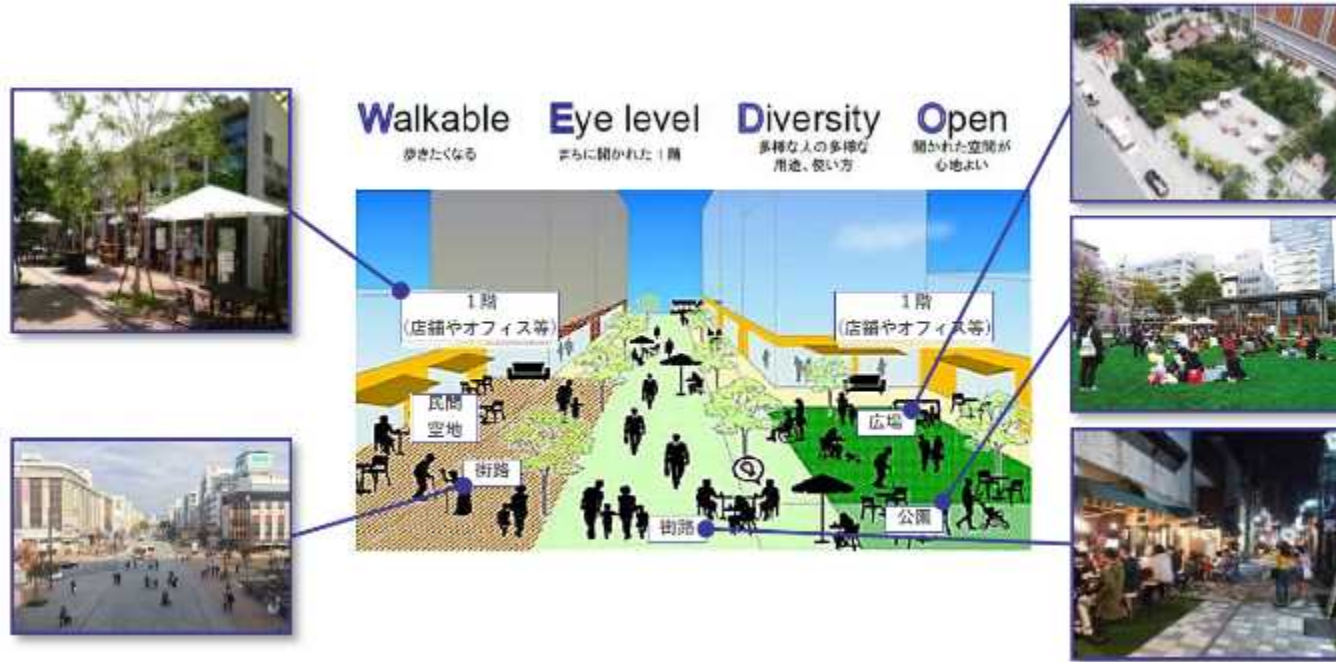 Walkable
歩きたくなる
Eye level
まちに開かれた1階
Diversity
多様な人の多様な
用途、使い方
Open
開かれた空間が
心地よい
1階
(店舗やオフィス等)
1階
(店舗やオフィス等)
民間
空地
広場
街路
公園
街路